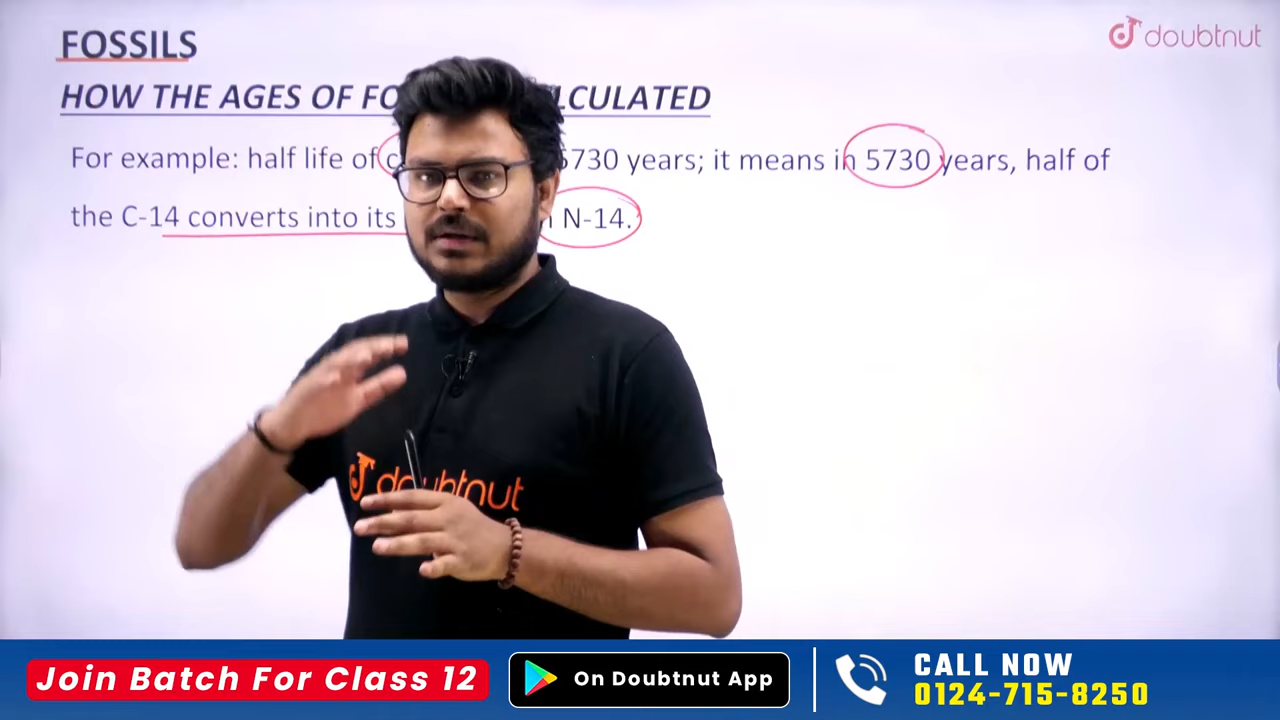 FOSSILS
doubtnut
HOW THE AGES OF LCULATED
For example: half life of 5730 years; it means in 5730 years, half of
the C-14 converts into its N-14.
doubtnut
Join Batch For Class 12
On Doubtnut App
CALL NOW
0124-715-8250